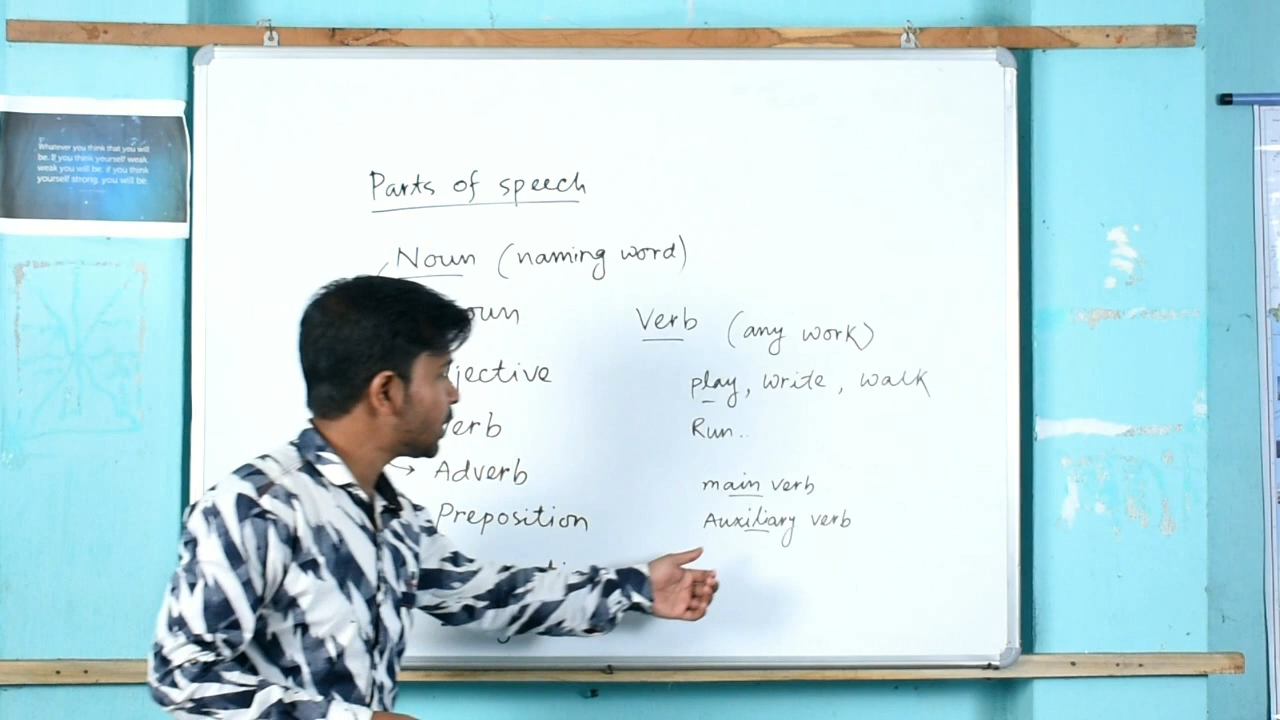 Whatever you think that you will
be. If you think yourself weak,
weak you will be; if you think
yourself strong, you will be.
Parts of speech
Noun (naming word)
oun
jective
erb
Adverb
Preposition
Verb (any work)
play, write, walk
Run..
main verb
Auxiliary verb